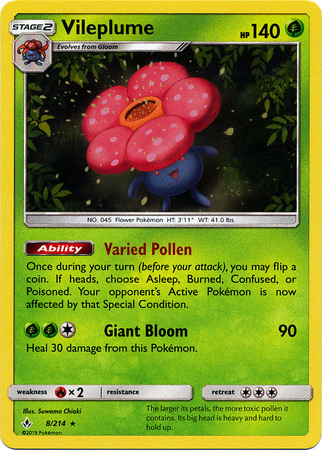 STAGE 2 Vileplume HP 140
Evolves from Gloom
NO. 045 Flower Pokémon HT: 3'11" WT: 41.0 lbs.
Ability Varied Pollen
Once during your turn (before your attack), you may flip a
coin. If heads, choose Asleep, Burned, Confused, or
Poisoned. Your opponent's Active Pokémon is now
affected by that Special Condition.
Giant Bloom 90
Heal 30 damage from this Pokémon.
weakness × 2 resistance retreat
Illus. Suwama Chiaki
8/214 ★
©2019 Pokémon
The larger its petals, the more toxic pollen it
contains. Its big head is heavy and hard to
hold up.